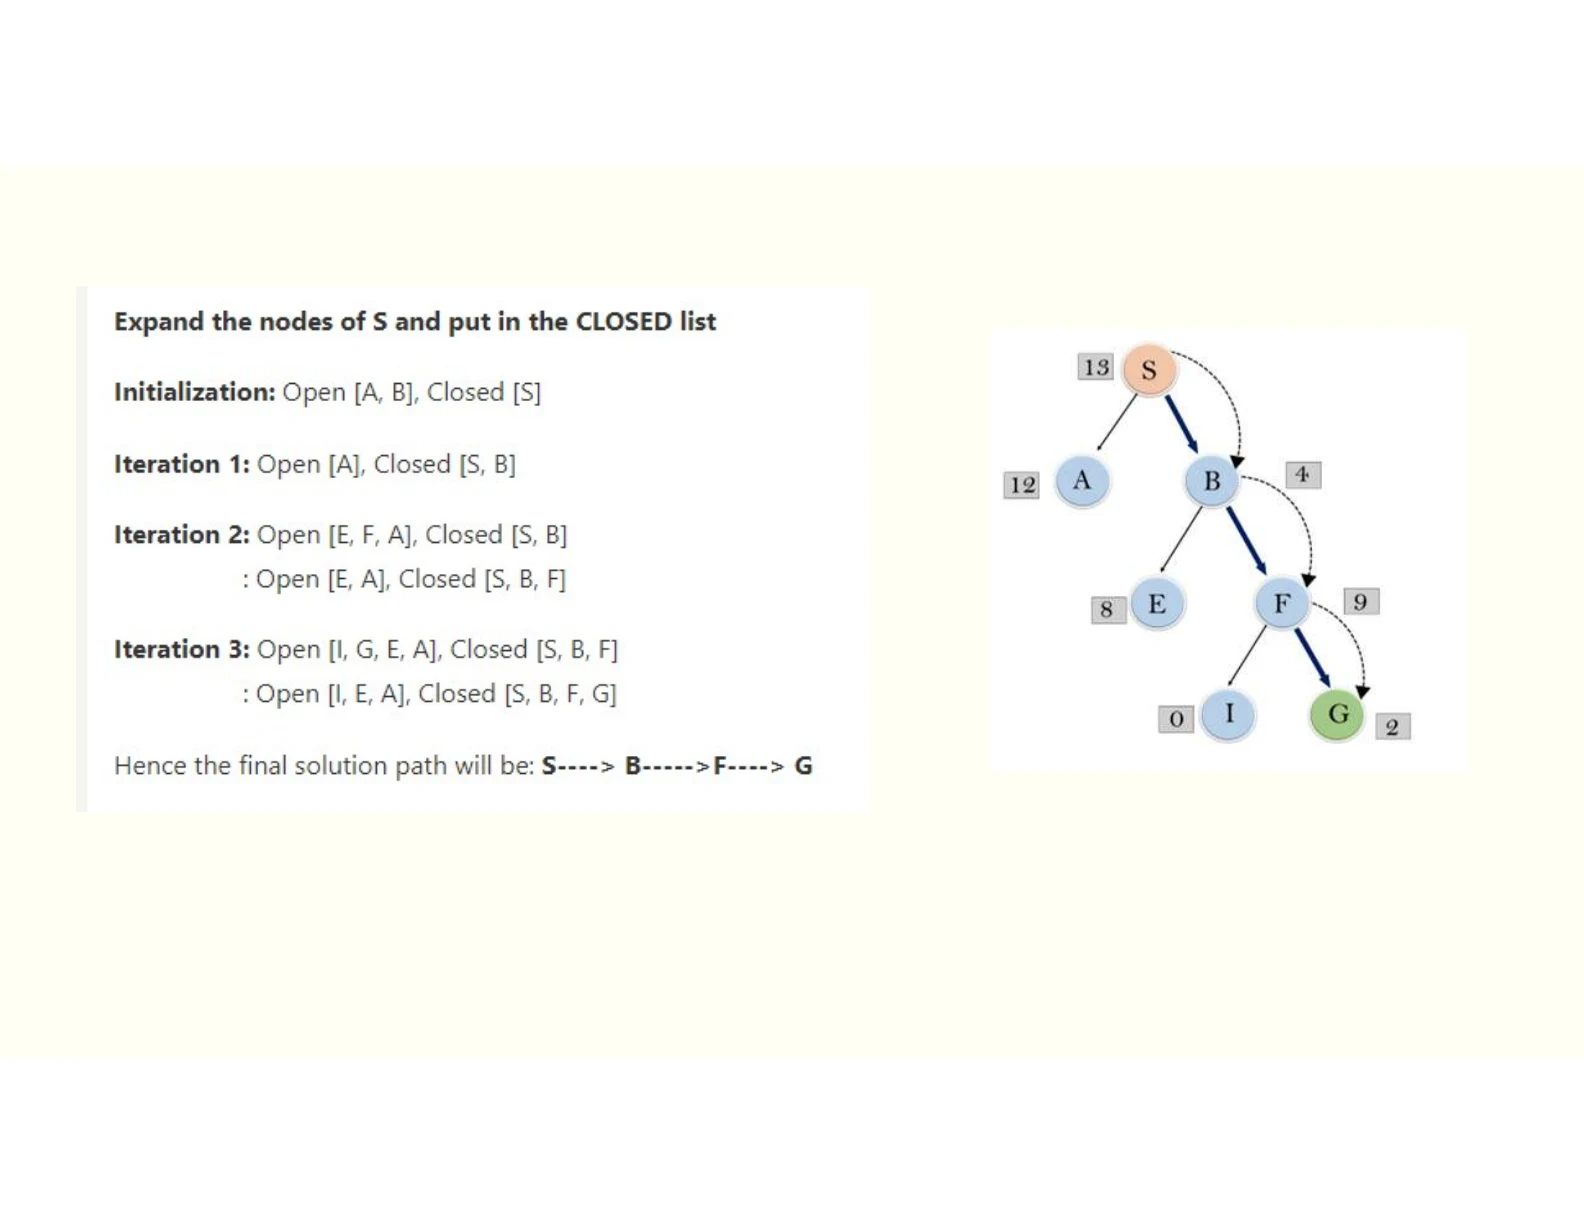 Expand the nodes of S and put in the CLOSED list
Initialization: Open [A, B], Closed [S]
Iteration 1: Open [A], Closed [S, B]
Iteration 2: Open [E, F, A], Closed [S, B]
: Open [E, A], Closed [S, B, F]
Iteration 3: Open [I, G, E, A], Closed [S, B, F]
: Open [I, E, A], Closed [S, B, F, G]
Hence the final solution path will be: S----> B----->F----> G
13 S
12 A B 4
8 E F 9
0 I G 2